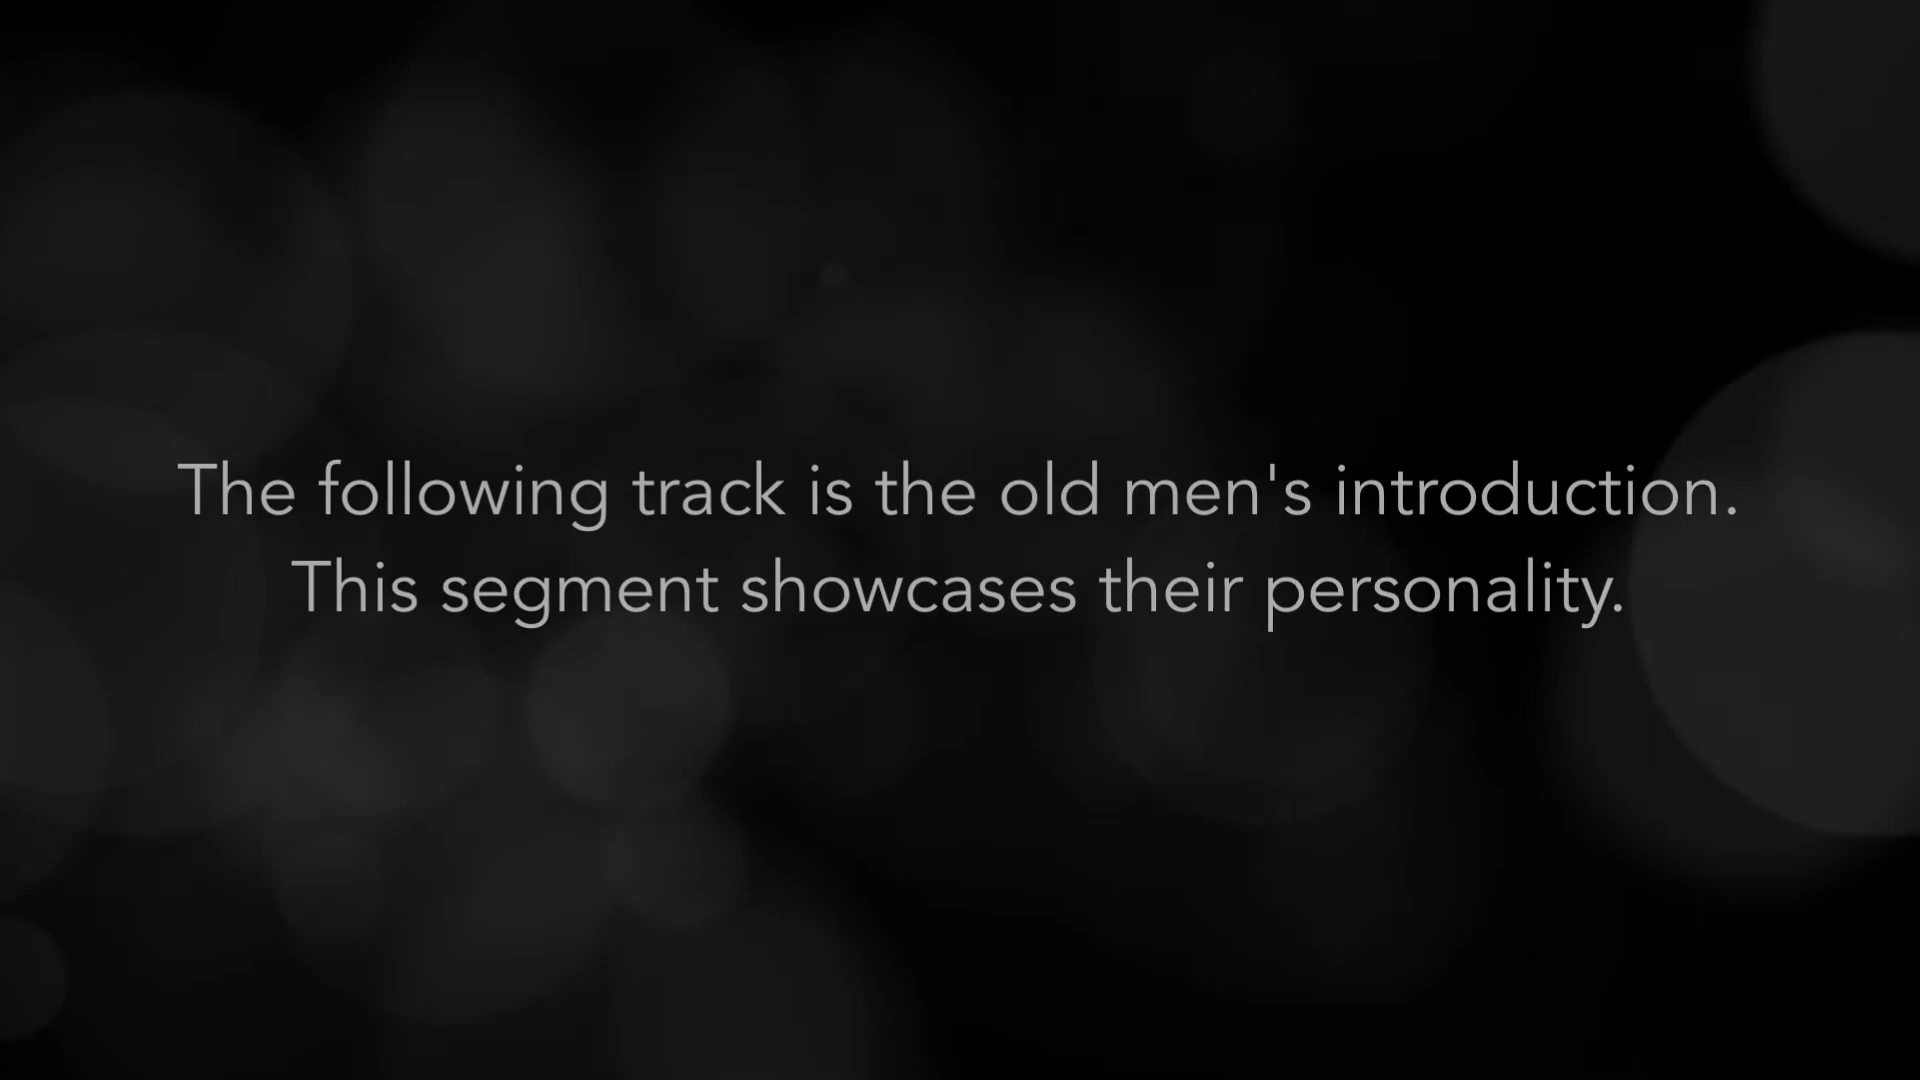 The following track is the old men's introduction.
This segment showcases their personality.